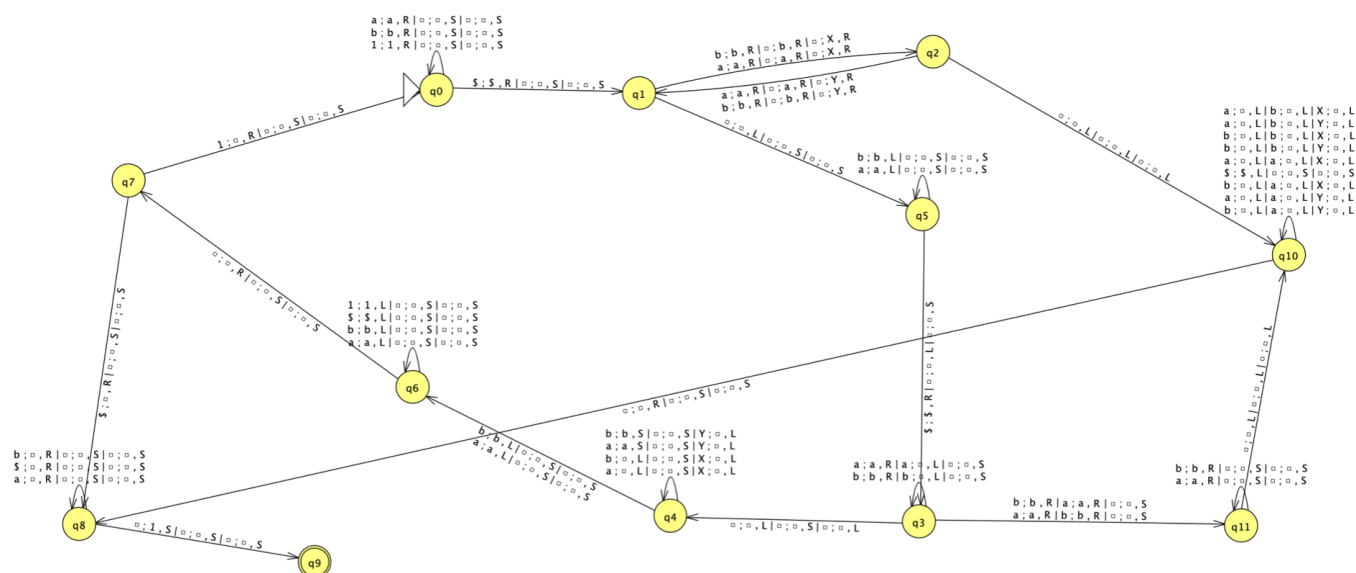 a;a,R|□;□,S|□;□,S
b;b,R|□;□,S|□;□,S
1;1,R|□;□,S|□;□,S
q0
$;$,R|□;□,S|□;□,S
q1
b;b,R|□;b,R|□;X,R
a;a,R|□;a,R|□;X,R
a;a,R|□;a,R|□;Y,R
b;b,R|□;b,R|□;Y,R
q2
□;□,L|□;□,L|□;□,L
a;□,L|b;□,L|X;□,L
a;□,L|b;□,L|Y;□,L
b;□,L|b;□,L|X;□,L
b;□,L|b;□,L|Y;□,L
a;□,L|a;□,L|X;□,L
$;$,L|□;□,S|□;□,S
b;□,L|a;□,L|X;□,L
a;□,L|a;□,L|Y;□,L
b;□,L|a;□,L|Y;□,L
q10
1;□,R|□;□,S|□;□,S
q7
□;□,L|□;□,S|□;□,S
b;b,L|□;□,S|□;□,S
a;a,L|□;□,S|□;□,S
q5
□;□,R|□;□,S|□;□,S
$;□,R|□;□,S|□;□,S
1;1,L|□;□,S|□;□,S
$;$,L|□;□,S|□;□,S
b;b,L|□;□,S|□;□,S
a;a,L|□;□,S|□;□,S
q6
$;$,R|□;□,L|□;□,S
□;□,L|□;□,L|□;□,L
□;□,R|□;□,S|□;□,S
b;b,L|□;□,S|□;□,S
a;a,L|□;□,S|□;□,S
b;b,S|□;□,S|Y;□,L
a;a,S|□;□,S|Y;□,L
b;□,L|□;□,S|X;□,L
a;□,L|□;□,S|X;□,L
q4
b;□,R|□;□,S|□;□,S
$;□,R|□;□,S|□;□,S
a;□,R|□;□,S|□;□,S
q8
□;1,S|□;□,S|□;□,S
q9
a;a,R|a;□,L|□;□,S
b;b,R|b;□,L|□;□,S
q3
□;□,L|□;□,S|□;□,L
b;b,R|a;a,R|□;□,S
a;a,R|b;b,R|□;□,S
b;b,R|□;□,S|□;□,S
a;a,R|□;□,S|□;□,S
q11